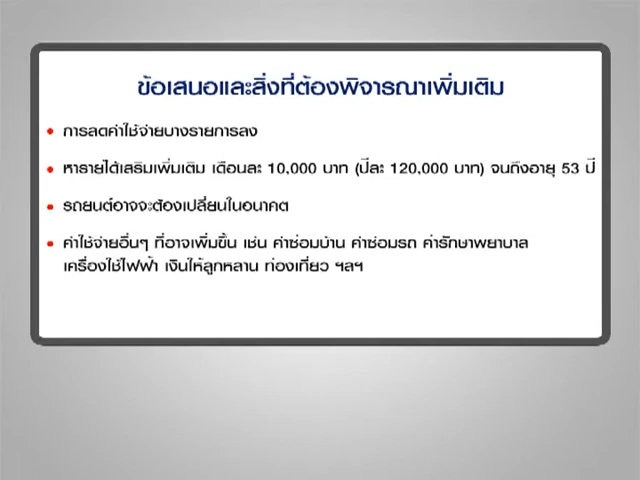 ข้อเสนอและสิ่งที่ต้องพิจารณาเพิ่มเติม
• การลดค่าใช้จ่ายบางรายการลง
• หารายได้เสริมเพิ่มเติม เดือนละ 10,000 บาท (ปีละ 120,000 บาท) จนถึงอายุ 53 ปี
• รถยนต์อาจจะต้องเปลี่ยนในอนาคต
• ค่าใช้จ่ายอื่นๆ ที่อาจเพิ่มขึ้น เช่น ค่าซ่อมบ้าน ค่าซ่อมรถ ค่ารักษาพยาบาล
เครื่องใช้ไฟฟ้า เงินให้ลูกหลาน ท่องเที่ยว ฯลฯ